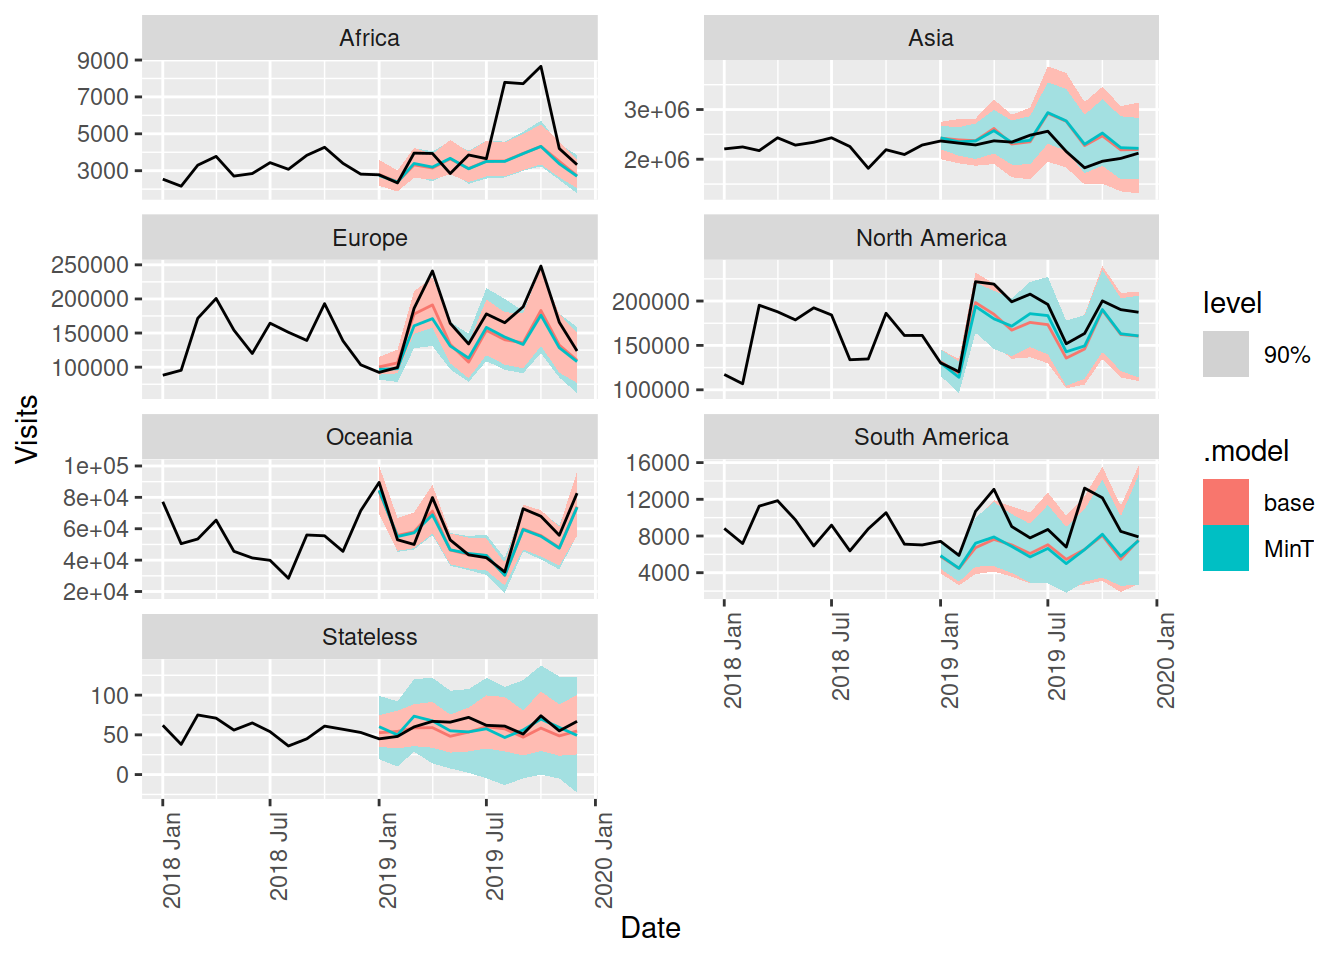 Visits
Africa
9000
7000
5000
3000
Asia
3e+06
2e+06
Europe
250000
200000
150000
100000
North America
200000
150000
100000
Oceania
1e+05
8e+04
6e+04
4e+04
2e+04
South America
16000
12000
8000
4000
2018 Jan
2018 Jul
2019 Jan
2019 Jul
2020 Jan
Stateless
100
50
0
2018 Jan
2018 Jul
2019 Jan
2019 Jul
2020 Jan
Date
level
90%
.model
base
MinT